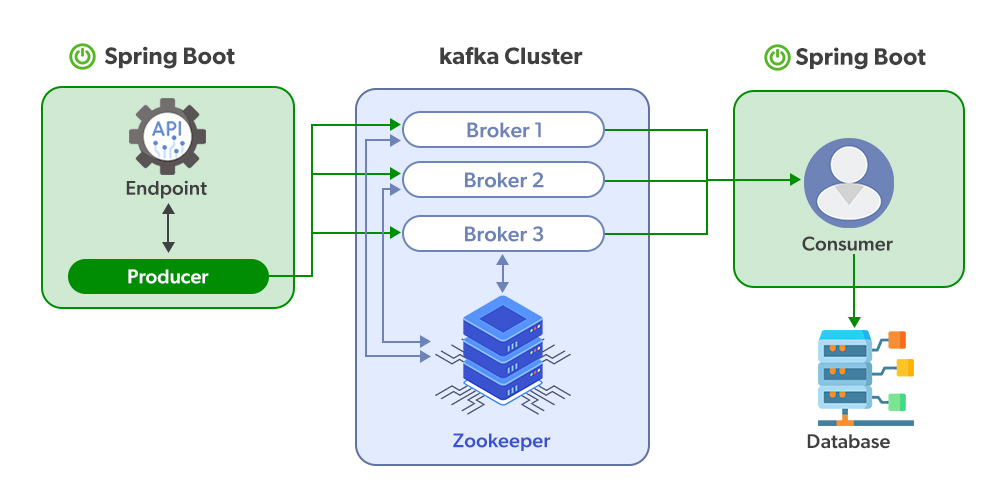 Spring Boot
API
Endpoint
Producer
kafka Cluster
Broker 1
Broker 2
Broker 3
Zookeeper
Spring Boot
Consumer
Database